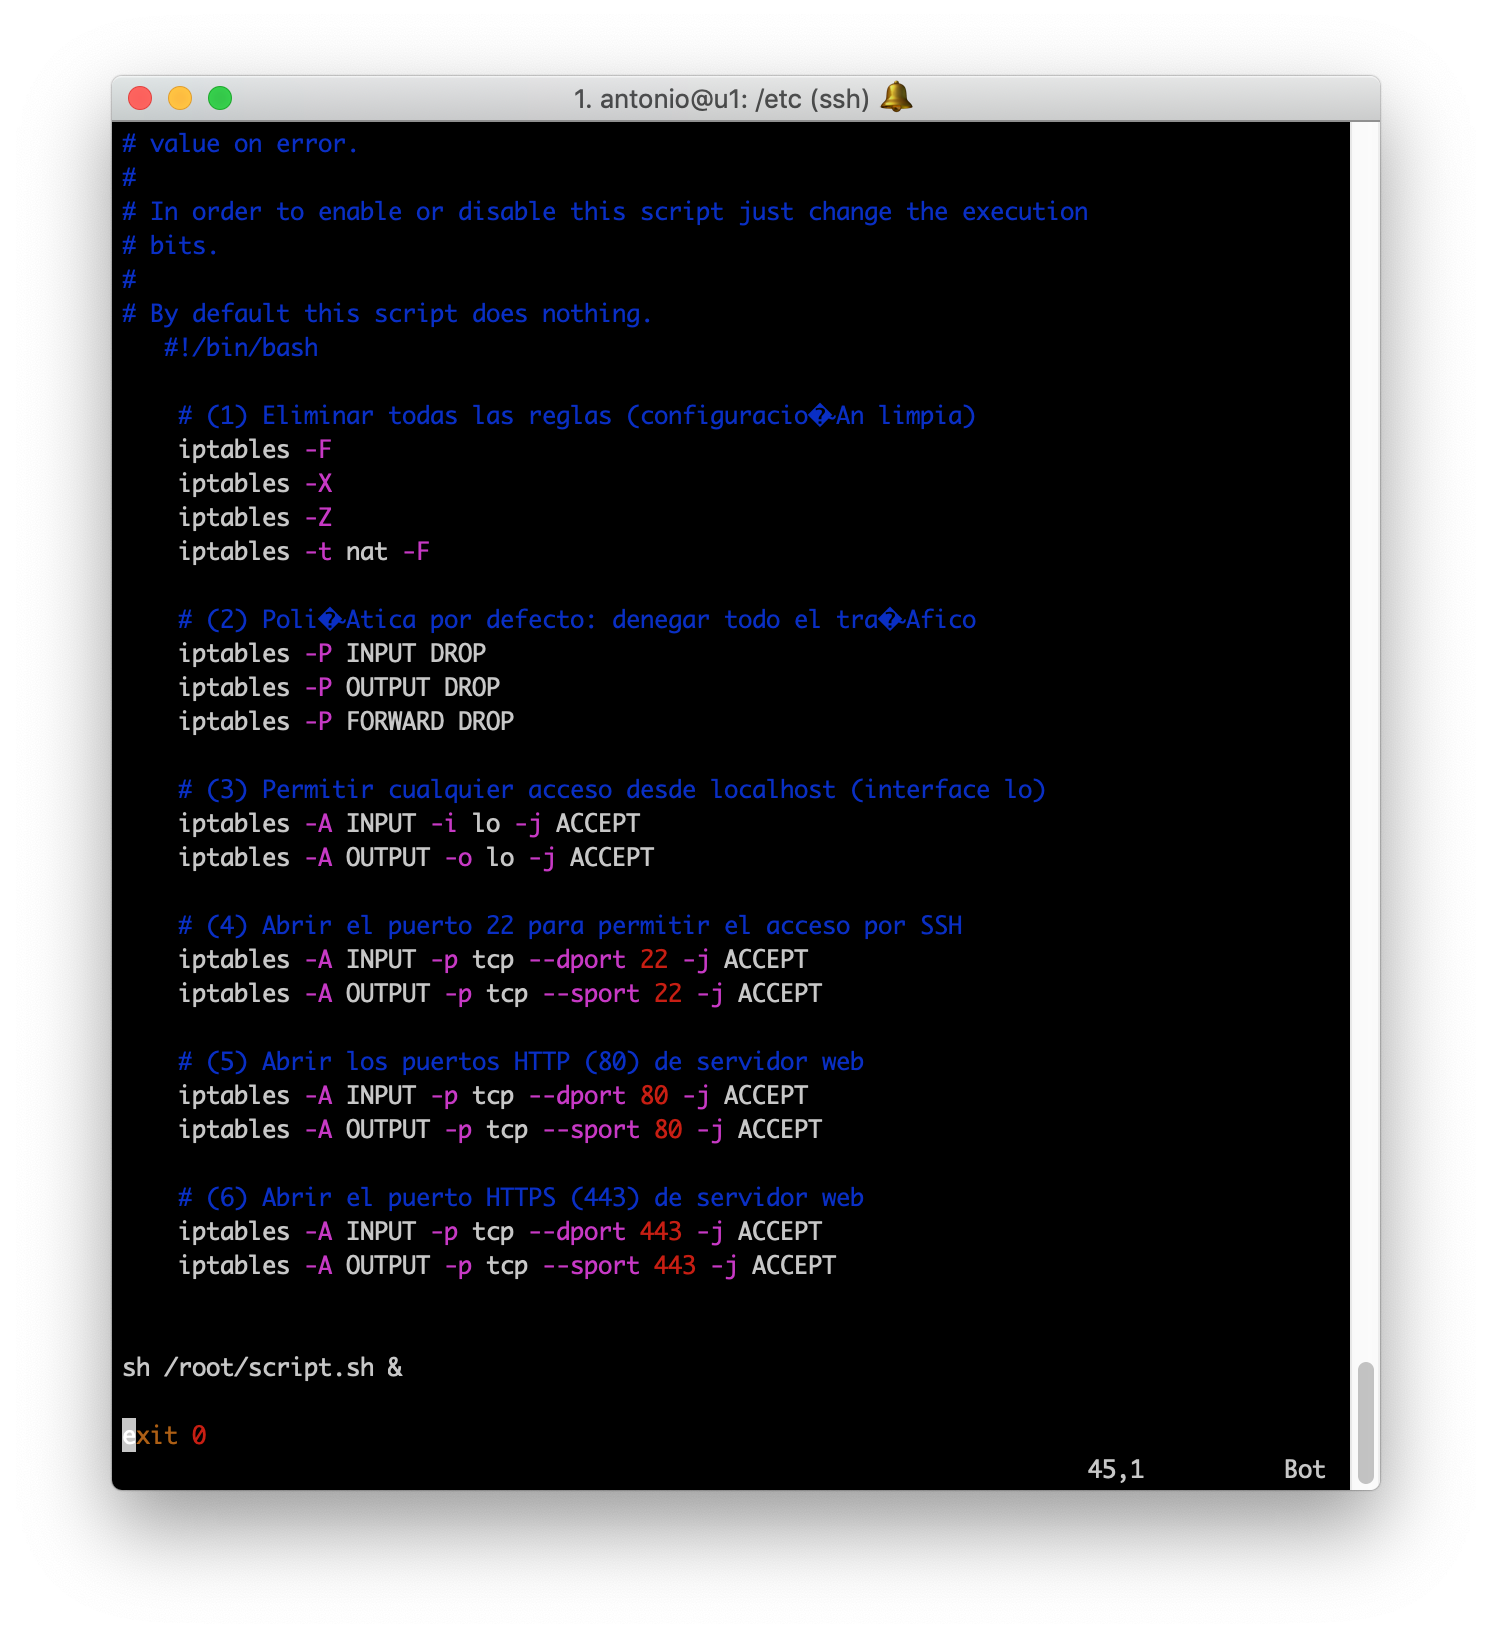 1. antonio@u1: /etc (ssh) 🔔
# value on error.
#
# In order to enable or disable this script just change the execution
# bits.
#
# By default this script does nothing.
   #!/bin/bash

    # (1) Eliminar todas las reglas (configuracio�~An limpia)
    iptables -F
    iptables -X
    iptables -Z
    iptables -t nat -F

    # (2) Poli�~Atica por defecto: denegar todo el tra�~Afico
    iptables -P INPUT DROP
    iptables -P OUTPUT DROP
    iptables -P FORWARD DROP

    # (3) Permitir cualquier acceso desde localhost (interface lo)
    iptables -A INPUT -i lo -j ACCEPT
    iptables -A OUTPUT -o lo -j ACCEPT

    # (4) Abrir el puerto 22 para permitir el acceso por SSH
    iptables -A INPUT -p tcp --dport 22 -j ACCEPT
    iptables -A OUTPUT -p tcp --sport 22 -j ACCEPT

    # (5) Abrir los puertos HTTP (80) de servidor web
    iptables -A INPUT -p tcp --dport 80 -j ACCEPT
    iptables -A OUTPUT -p tcp --sport 80 -j ACCEPT

    # (6) Abrir el puerto HTTPS (443) de servidor web
    iptables -A INPUT -p tcp --dport 443 -j ACCEPT
    iptables -A OUTPUT -p tcp --sport 443 -j ACCEPT


sh /root/script.sh &

exit 0
45,1 Bot